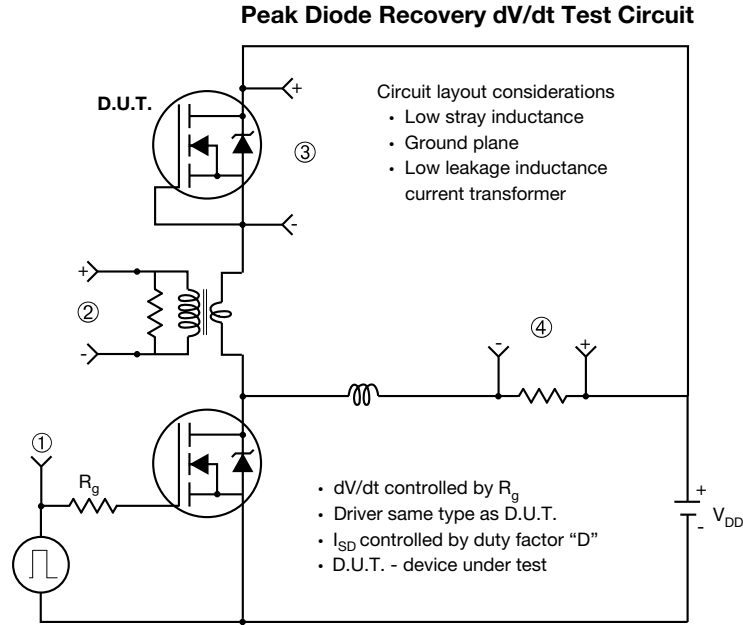 Peak Diode Recovery dV/dt Test Circuit
D.U.T.
+
-
③
Circuit layout considerations
• Low stray inductance
• Ground plane
• Low leakage inductance
current transformer
+
②
-
④
- +
①
Rg
• dV/dt controlled by Rg
• Driver same type as D.U.T.
• ISD controlled by duty factor “D”
• D.U.T. - device under test
+
-
VDD